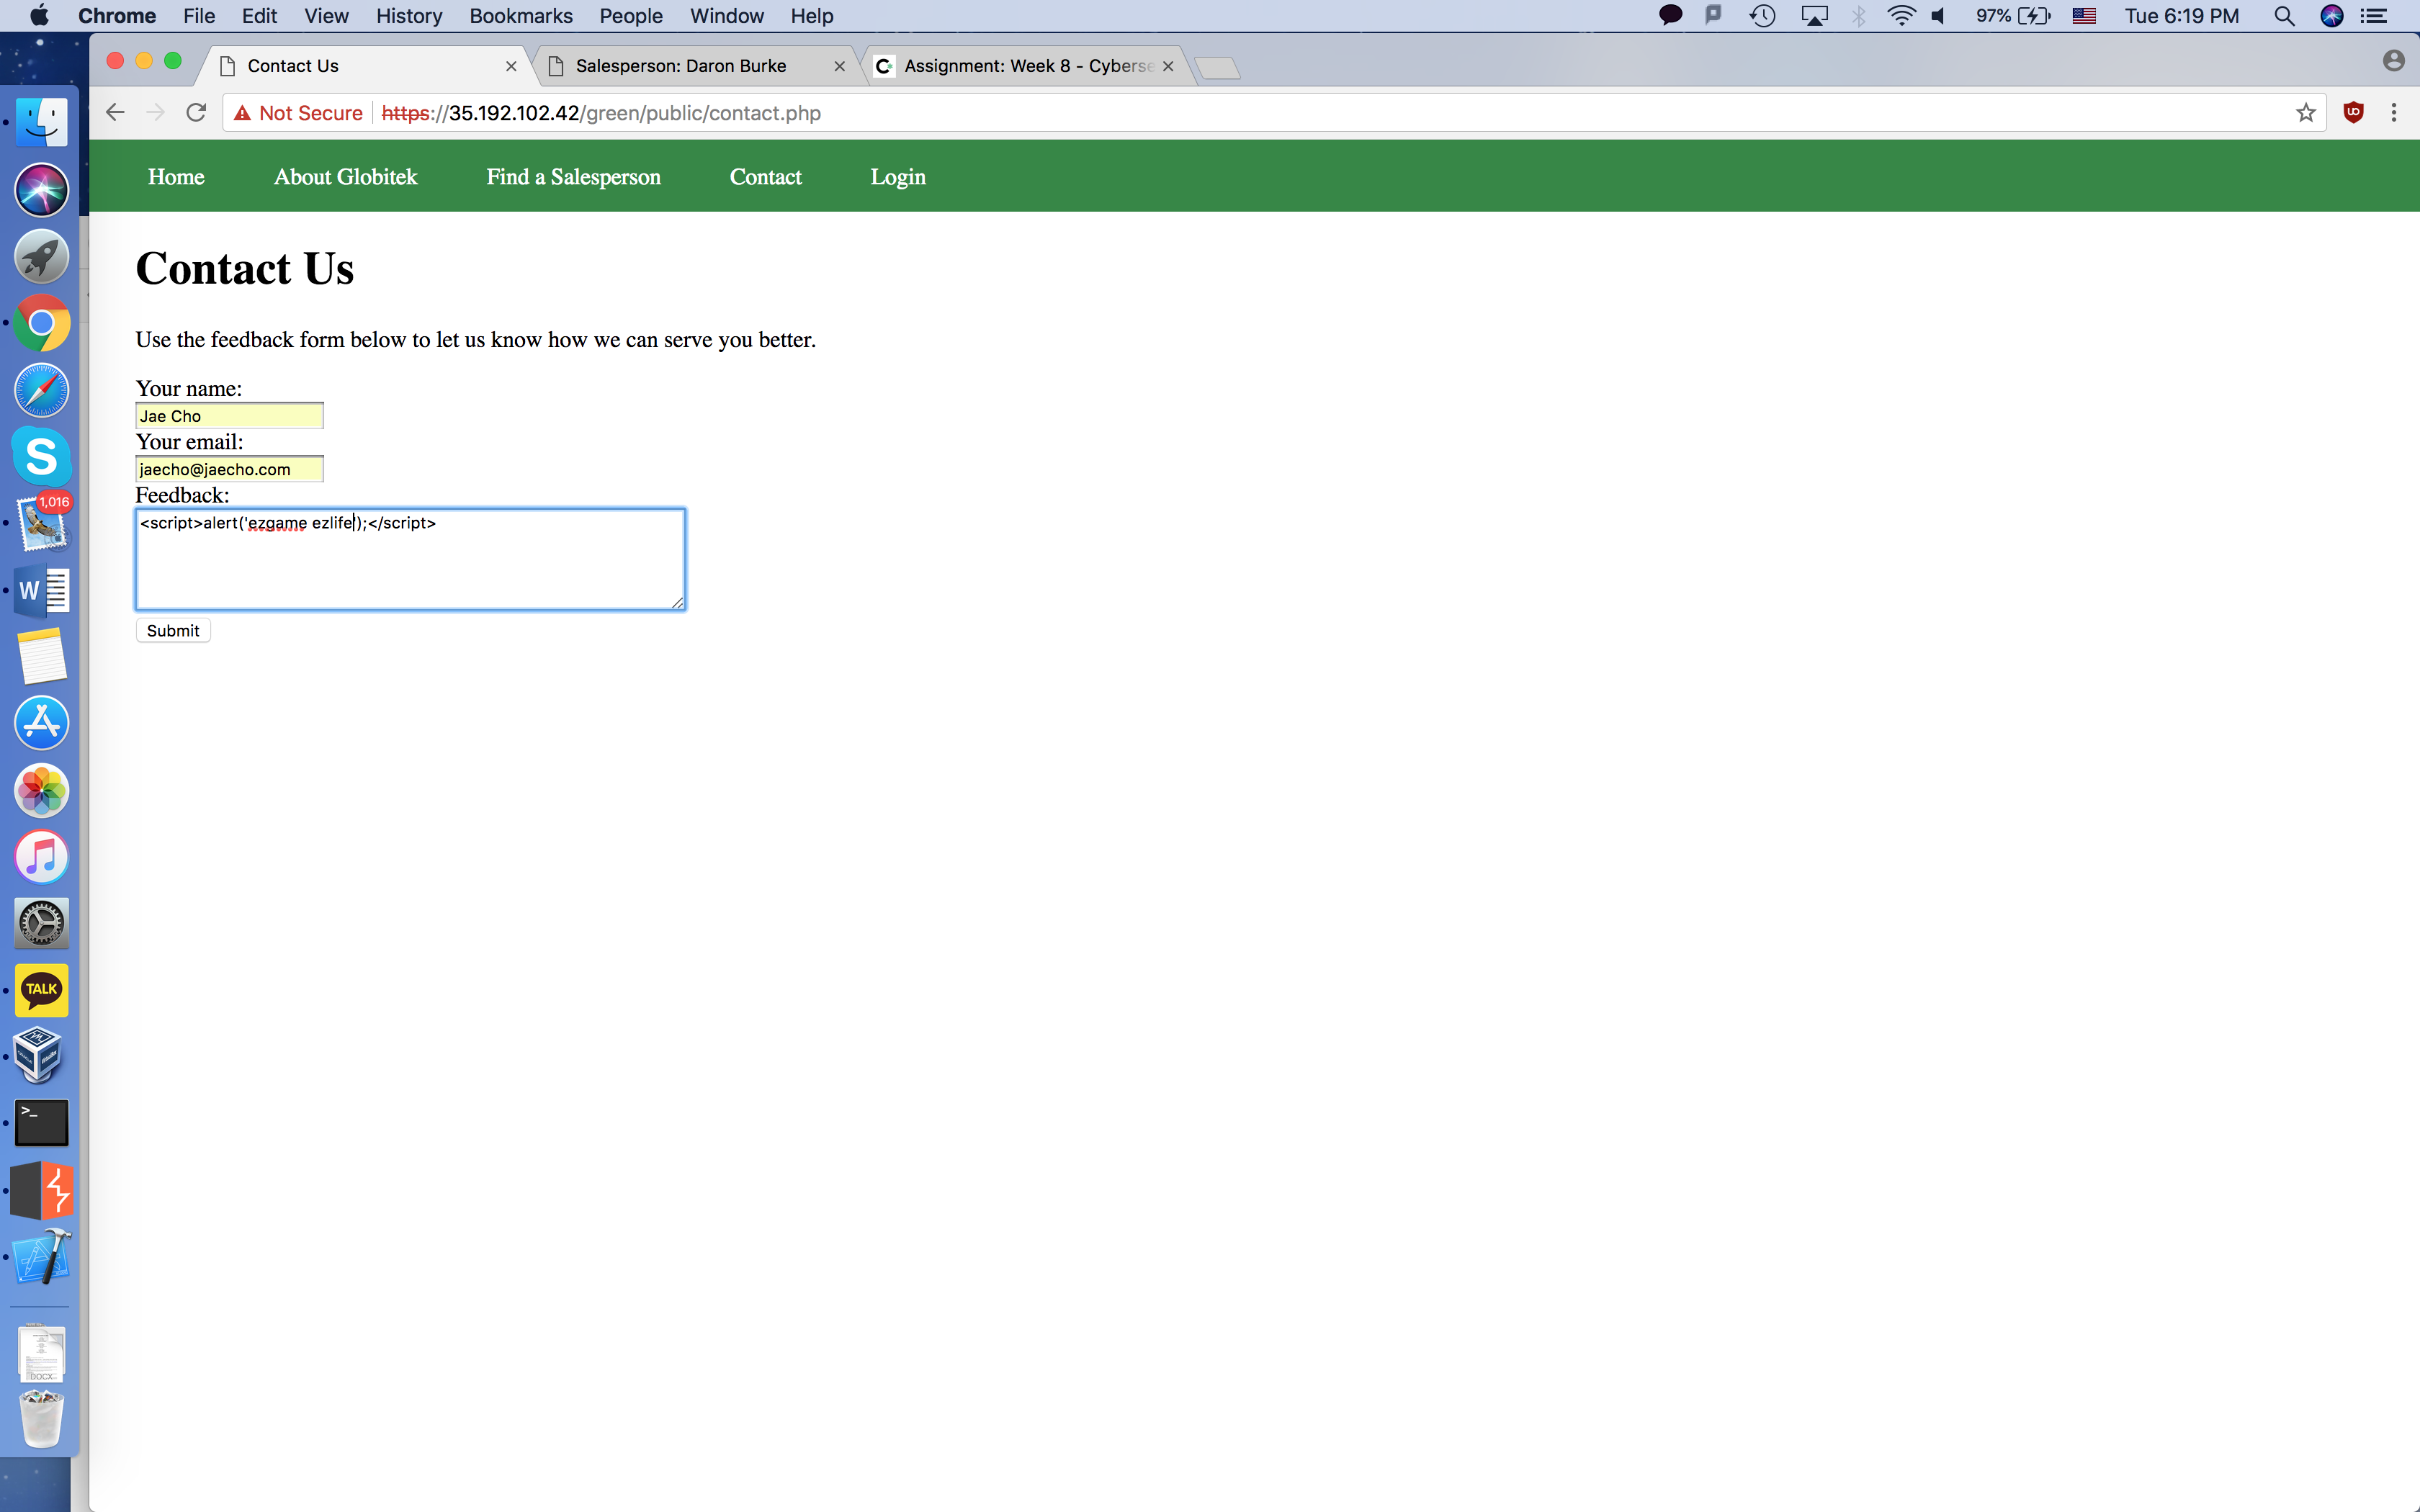 Chrome File Edit View History Bookmarks People Window Help 97% Tue 6:19 PM
Contact Us Salesperson: Daron Burke Assignment: Week 8 - Cyberse
Not Secure https://35.192.102.42/green/public/contact.php
Home About Globitek Find a Salesperson Contact Login
Contact Us
Use the feedback form below to let us know how we can serve you better.
Your name:
Jae Cho
Your email:
jaecho@jaecho.com
Feedback:
<script>alert('ezgame ezlife);</script>
Submit
1,016
W
TALK
>_
DOCX